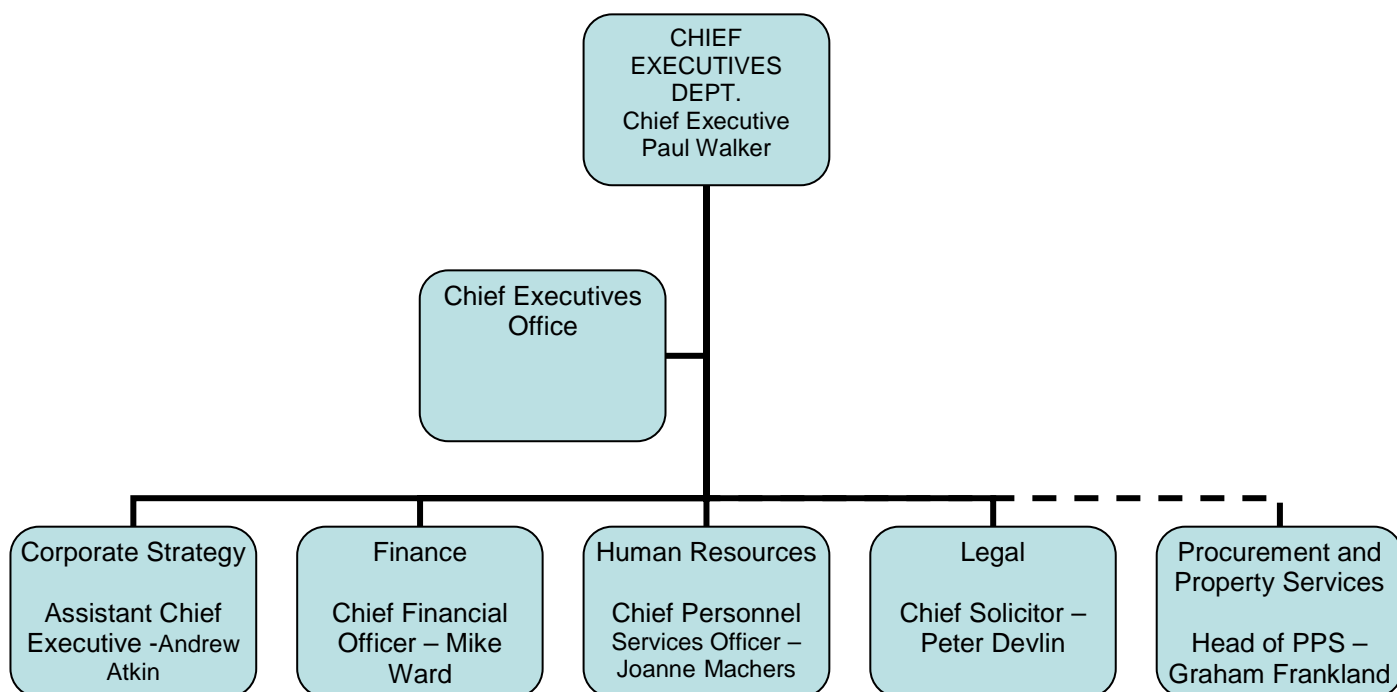 CHIEF
EXECUTIVES
DEPT.
Chief Executive
Paul Walker
Chief Executives
Office
Corporate Strategy
Assistant Chief
Executive -Andrew
Atkin
Finance
Chief Financial
Officer – Mike
Ward
Human Resources
Chief Personnel
Services Officer –
Joanne Machers
Legal
Chief Solicitor –
Peter Devlin
Procurement and
Property Services
Head of PPS –
Graham Frankland